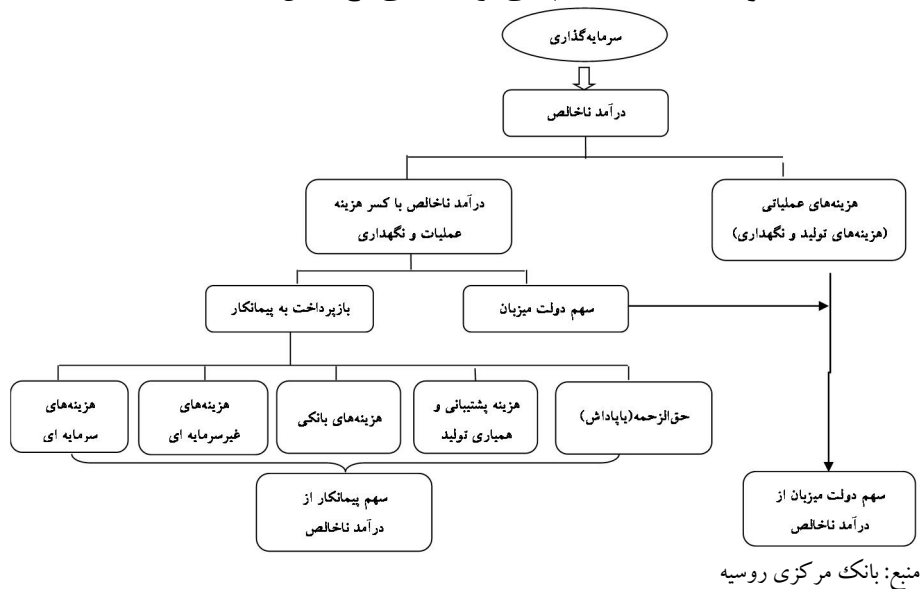 سرمایه‌گذاری
درآمد ناخالص
درآمد ناخالص با کسر هزینه
عملیات و نگهداری
هزینه‌های عملیاتی
(هزینه‌های تولید و نگهداری)
بازپرداخت به پیمانکار
سهم دولت میزبان
حق‌الزحمه(یاپاداش)
هزینه پشتیبانی و
همیاری تولید
هزینه‌های بانکی
هزینه‌های
غیرسرمایه ای
هزینه‌های
سرمایه ای
سهم پیمانکار از
درآمد ناخالص
سهم دولت میزبان از
درآمد ناخالص
منبع: بانک مرکزی روسیه